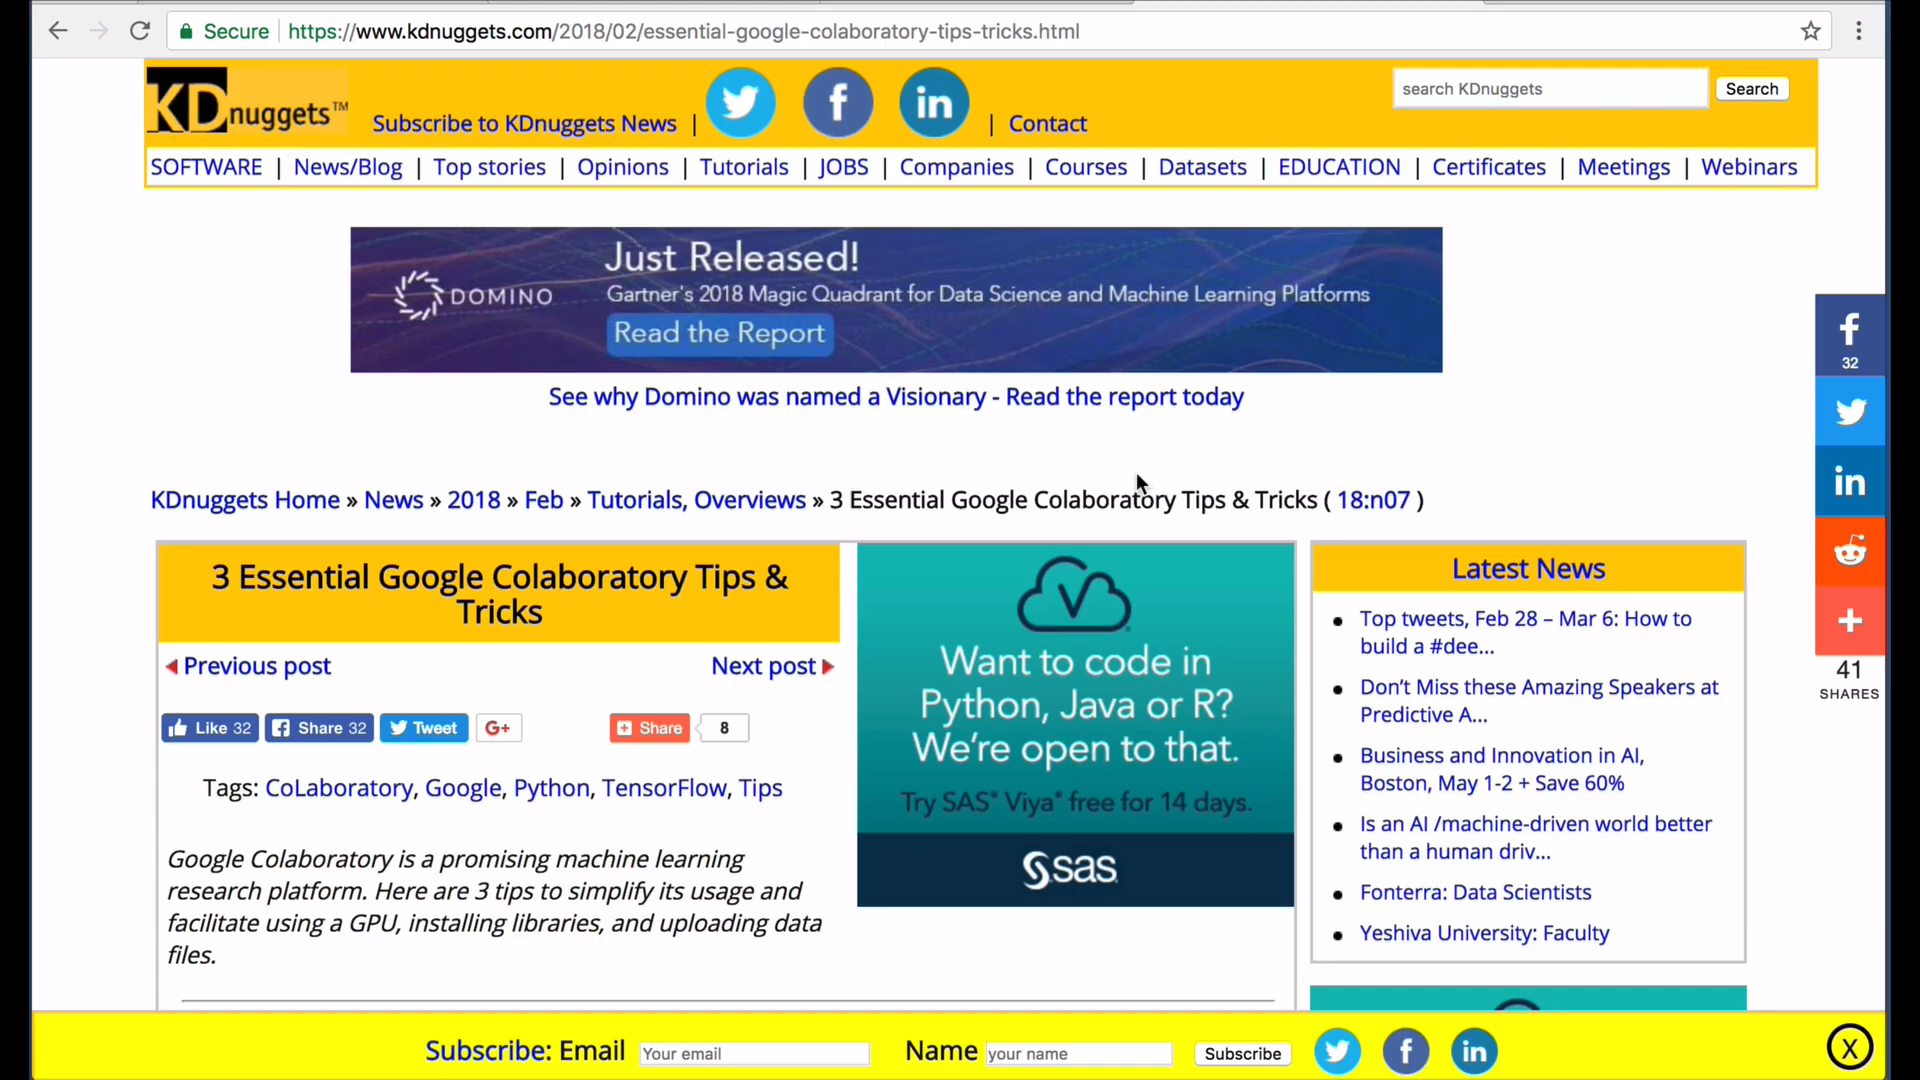 Secure https://www.kdnuggets.com/2018/02/essential-google-colaboratory-tips-tricks.html
KDnuggets™
Subscribe to KDnuggets News | f in | Contact
search KDnuggets Search
SOFTWARE | News/Blog | Top stories | Opinions | Tutorials | JOBS | Companies | Courses | Datasets | EDUCATION | Certificates | Meetings | Webinars
DOMINO
Just Released!
Gartner's 2018 Magic Quadrant for Data Science and Machine Learning Platforms
Read the Report
See why Domino was named a Visionary - Read the report today
f
32
in
41
SHARES
KDnuggets Home » News » 2018 » Feb » Tutorials, Overviews » 3 Essential Google Colaboratory Tips & Tricks ( 18:n07 )
3 Essential Google Colaboratory Tips &
Tricks
Previous post Next post
Like 32 Share 32 Tweet G+ Share 8
Tags: CoLaboratory, Google, Python, TensorFlow, Tips
Google Colaboratory is a promising machine learning
research platform. Here are 3 tips to simplify its usage and
facilitate using a GPU, installing libraries, and uploading data
files.
V
Want to code in
Python, Java or R?
We're open to that.
Try SAS® Viya® free for 14 days.
sas
Latest News
Top tweets, Feb 28 – Mar 6: How to
build a #dee...
Don't Miss these Amazing Speakers at
Predictive A...
Business and Innovation in AI,
Boston, May 1-2 + Save 60%
Is an AI /machine-driven world better
than a human driv...
Fonterra: Data Scientists
Yeshiva University: Faculty
Subscribe: Email Your email Name your name Subscribe f in X